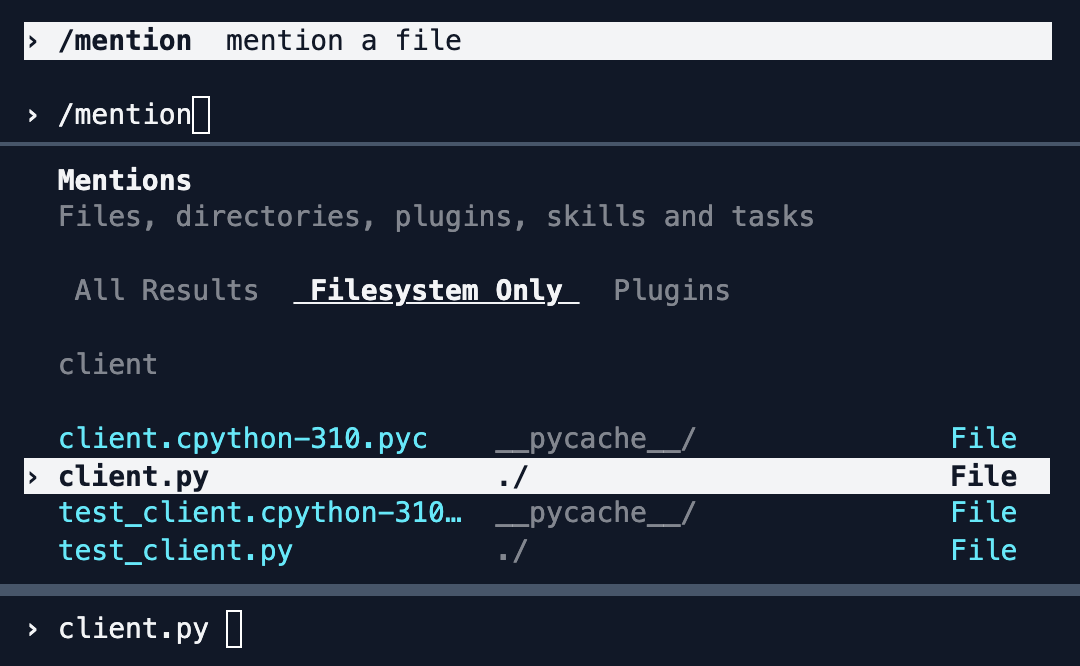 › /mention  mention a file
› /mention
Mentions
Files, directories, plugins, skills and tasks
All Results  Filesystem Only  Plugins
client
client.cpython-310.pyc  __pycache__/  File
› client.py  ./  File
test_client.cpython-310…  __pycache__/  File
test_client.py  ./  File
› client.py